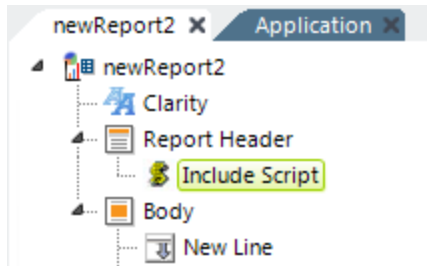 newReport2 Application
newReport2
Clarity
Report Header
Include Script
Body
New Line